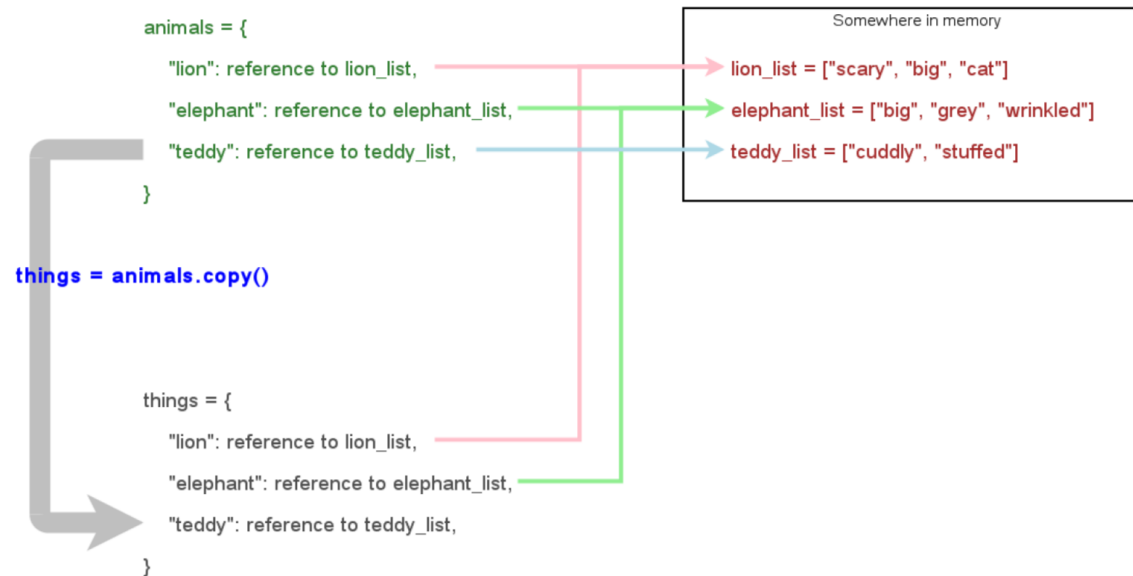 animals = {
"lion": reference to lion_list,
"elephant": reference to elephant_list,
"teddy": reference to teddy_list,
}
Somewhere in memory
lion_list = ["scary", "big", "cat"]
elephant_list = ["big", "grey", "wrinkled"]
teddy_list = ["cuddly", "stuffed"]
things = animals.copy()
things = {
"lion": reference to lion_list,
"elephant": reference to elephant_list,
"teddy": reference to teddy_list,
}